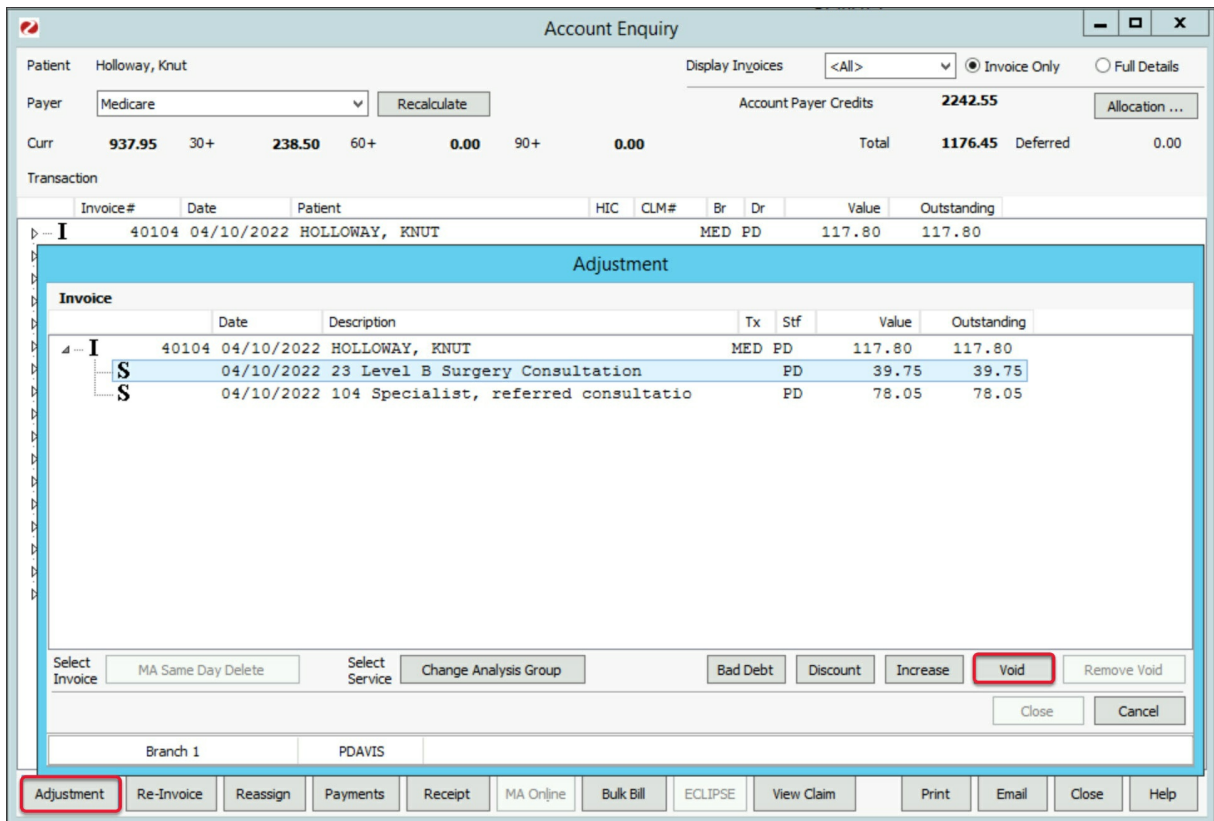 Account Enquiry
Patient Holloway, Knut Display Invoices <All> Invoice Only Full Details
Payer Medicare Recalculate Account Payer Credits 2242.55 Allocation ...
Curr 937.95 30+ 238.50 60+ 0.00 90+ 0.00 Total 1176.45 Deferred 0.00
Transaction
Invoice# Date Patient HIC CLM# Br Dr Value Outstanding
I 40104 04/10/2022 HOLLOWAY, KNUT MED PD 117.80 117.80
Adjustment
Invoice
Date Description Tx Stf Value Outstanding
I 40104 04/10/2022 HOLLOWAY, KNUT MED PD 117.80 117.80
S 04/10/2022 23 Level B Surgery Consultation PD 39.75 39.75
S 04/10/2022 104 Specialist, referred consultatio PD 78.05 78.05
Select Invoice MA Same Day Delete Select Service Change Analysis Group Bad Debt Discount Increase Void Remove Void
Close Cancel
Branch 1 PDAVIS
Adjustment Re-Invoice Reassign Payments Receipt MA Online Bulk Bill ECLIPSE View Claim Print Email Close Help